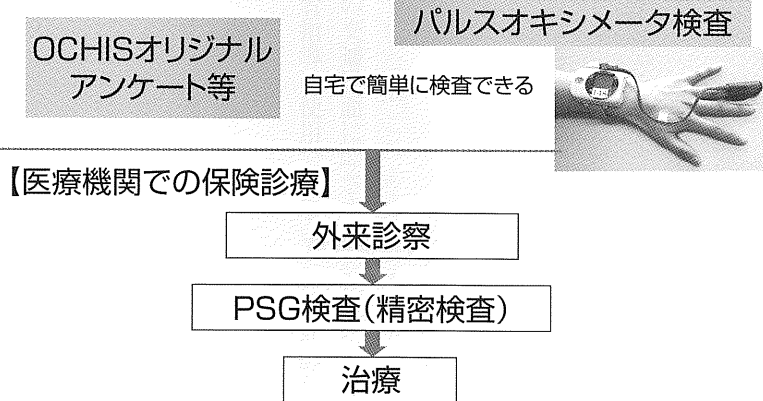 OCHISオリジナル
アンケート等
パルスオキシメータ検査
自宅で簡単に検査できる
【医療機関での保険診療】
外来診察
PSG検査(精密検査)
治療